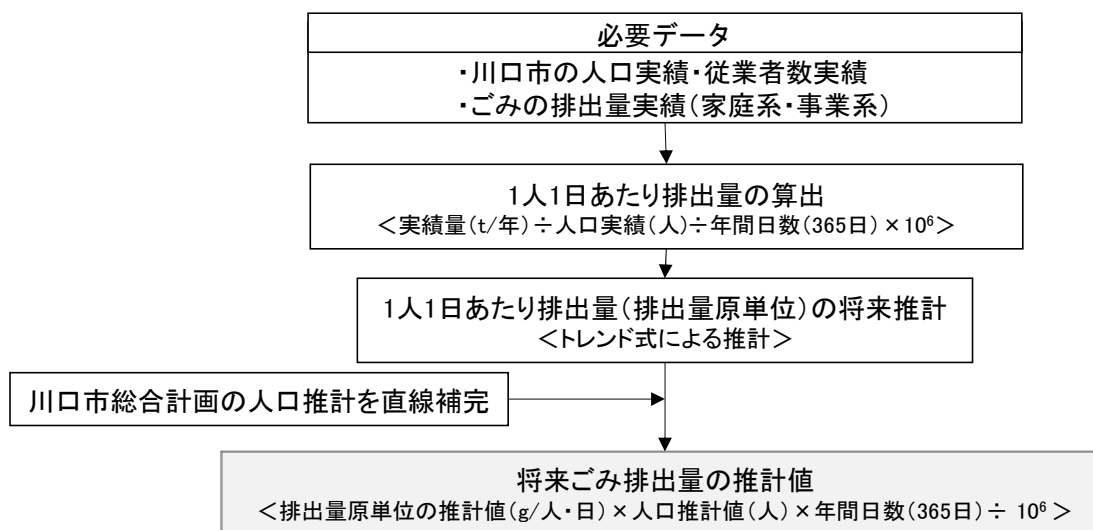 必要データ
・川口市の人口実績・従業者数実績
・ごみの排出量実績(家庭系・事業系)
1人1日あたり排出量の算出
<実績量(t/年)÷人口実績(人)÷年間日数(365日)×10⁶>
1人1日あたり排出量(排出量原単位)の将来推計
<トレンド式による推計>
川口市総合計画の人口推計を直線補完
将来ごみ排出量の推計値
<排出量原単位の推計値(g/人・日)×人口推計値(人)×年間日数(365日)÷ 10⁶ >